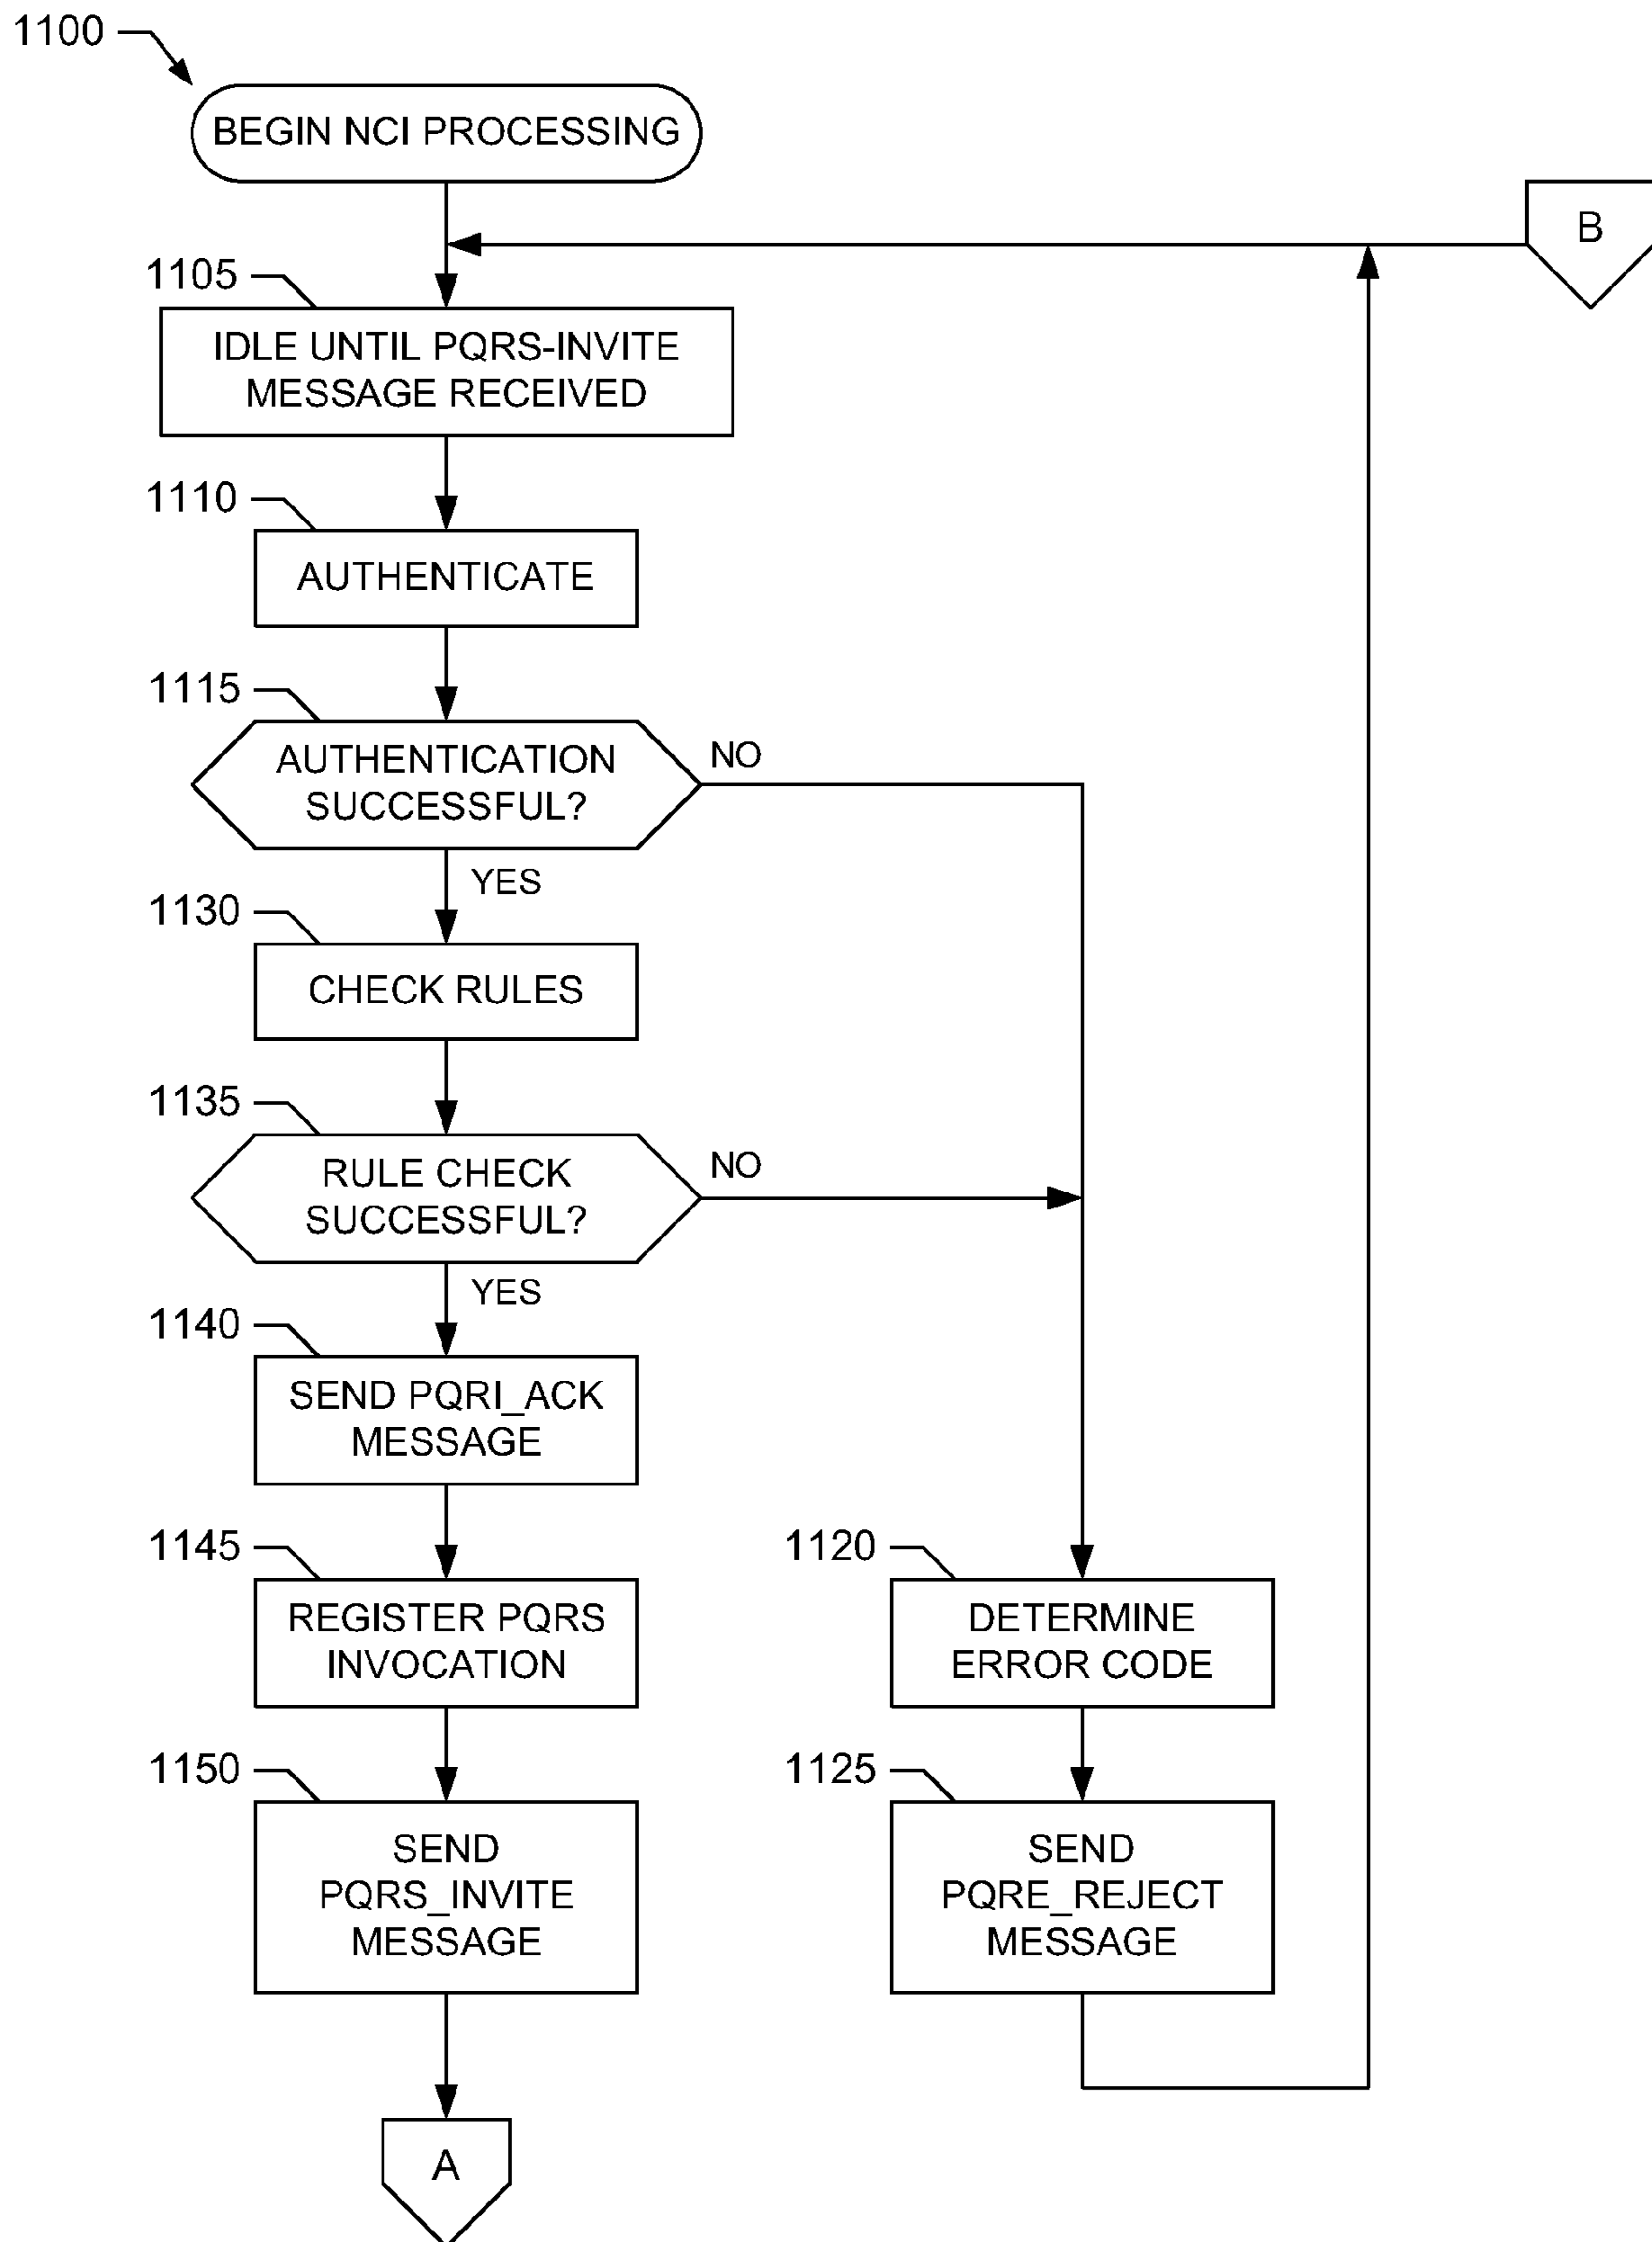 1100
BEGIN NCI PROCESSING
B
1105
IDLE UNTIL PQRS-INVITE
MESSAGE RECEIVED
1110
AUTHENTICATE
1115
AUTHENTICATION
SUCCESSFUL?
NO
YES
1130
CHECK RULES
1135
RULE CHECK
SUCCESSFUL?
NO
YES
1140
SEND PQRI_ACK
MESSAGE
1145
REGISTER PQRS
INVOCATION
1120
DETERMINE
ERROR CODE
1150
SEND
PQRS_INVITE
MESSAGE
1125
SEND
PQRE_REJECT
MESSAGE
A